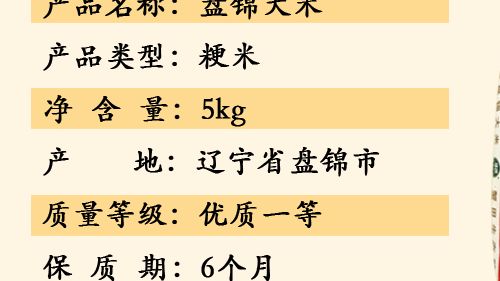 产品名称：盘锦大米
产品类型：粳米
净 含 量：5kg
产 地：辽宁省盘锦市
质量等级：优质一等
保 质 期：6个月